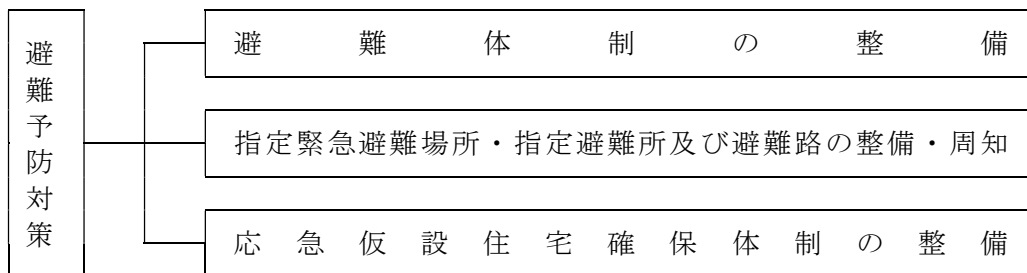 避難予防対策
避難体制の整備
指定緊急避難場所・指定避難所及び避難路の整備・周知
応急仮設住宅確保体制の整備